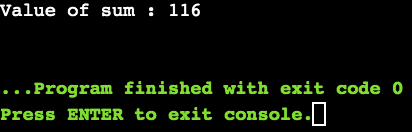 Value of sum : 116
...Program finished with exit code 0
Press ENTER to exit console.